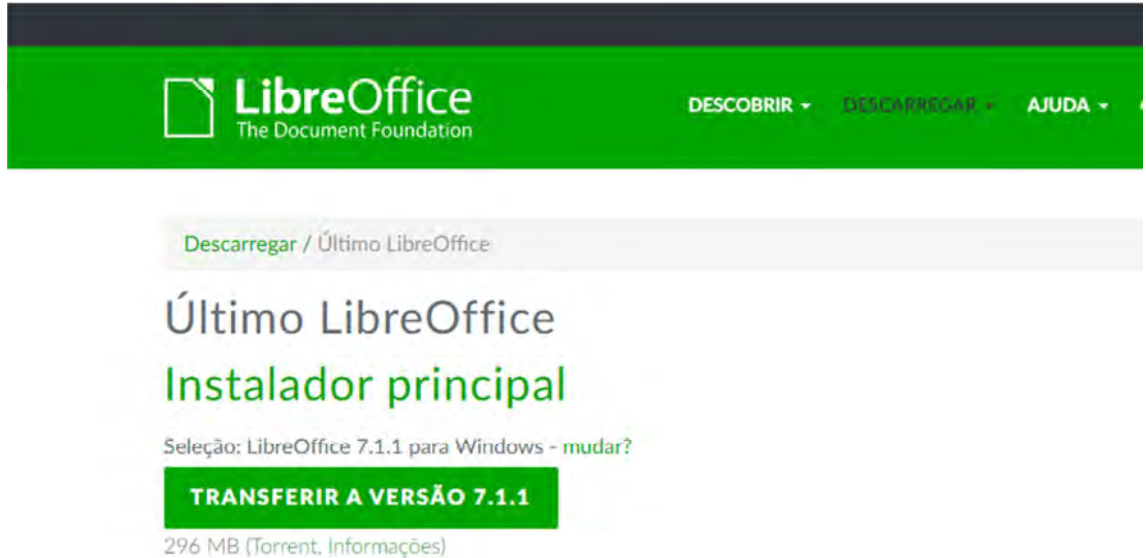 LibreOffice
The Document Foundation
DESCOBRIR DESCARREGAR AJUDA
Descarregar / Último LibreOffice
Último LibreOffice
Instalador principal
Seleção: LibreOffice 7.1.1 para Windows - mudar?
TRANSFERIR A VERSÃO 7.1.1
296 MB (Torrent, Informações)